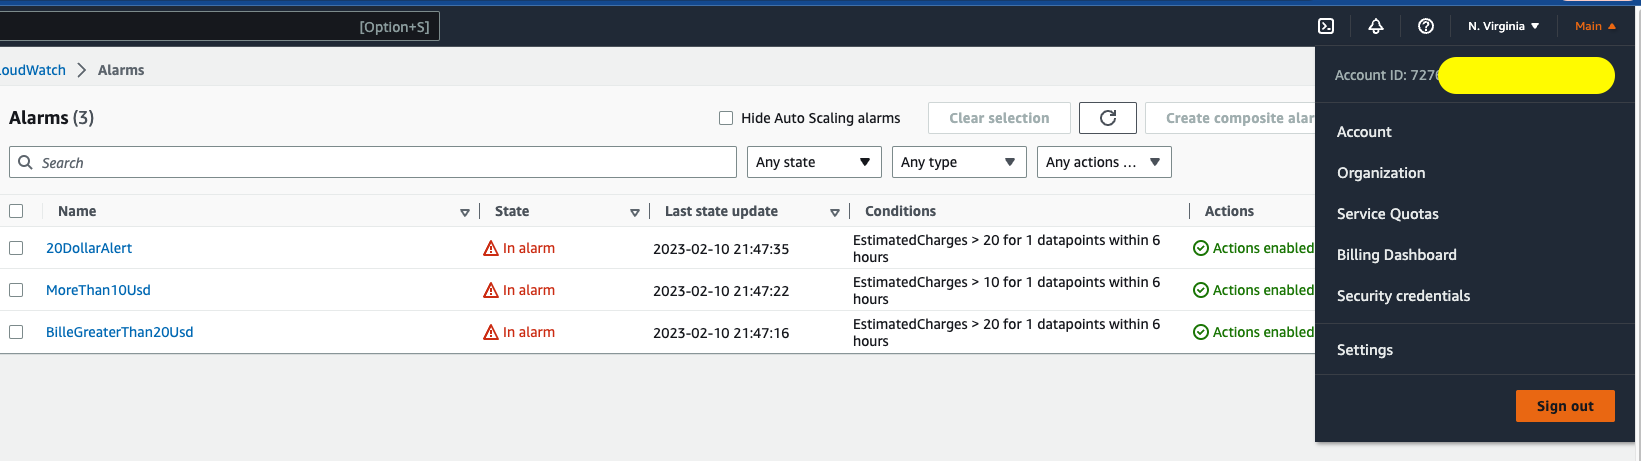 [Option+S]
N. Virginia
Main
loudWatch
Alarms
Account ID: 727
Alarms (3)
Hide Auto Scaling alarms
Clear selection
Create composite alar
Search
Any state
Any type
Any actions ...
Name
State
Last state update
Conditions
Actions
20DollarAlert
In alarm
2023-02-10 21:47:35
EstimatedCharges > 20 for 1 datapoints within 6
hours
Actions enabled
MoreThan10Usd
In alarm
2023-02-10 21:47:22
EstimatedCharges > 10 for 1 datapoints within 6
hours
Actions enabled
BilleGreaterThan20Usd
In alarm
2023-02-10 21:47:16
EstimatedCharges > 20 for 1 datapoints within 6
hours
Actions enabled
Account
Organization
Service Quotas
Billing Dashboard
Security credentials
Settings
Sign out